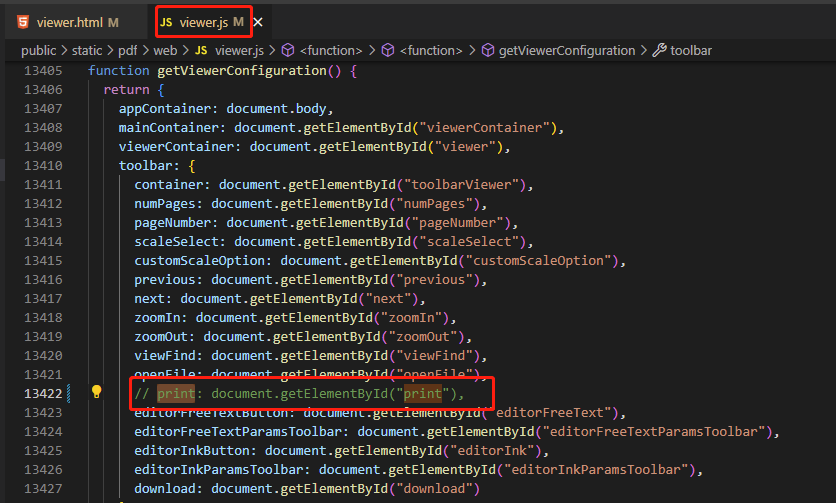 viewer.html M JS viewer.js M
public > static > pdf > web > JS viewer.js > <function> > <function> > getViewerConfiguration > toolbar
13405 function getViewerConfiguration() {
13406 return {
13407 appContainer: document.body,
13408 mainContainer: document.getElementById("viewerContainer"),
13409 viewerContainer: document.getElementById("viewer"),
13410 toolbar: {
13411 container: document.getElementById("toolbarViewer"),
13412 numPages: document.getElementById("numPages"),
13413 pageNumber: document.getElementById("pageNumber"),
13414 scaleSelect: document.getElementById("scaleSelect"),
13415 customScaleOption: document.getElementById("customScaleOption"),
13416 previous: document.getElementById("previous"),
13417 next: document.getElementById("next"),
13418 zoomIn: document.getElementById("zoomIn"),
13419 zoomOut: document.getElementById("zoomOut"),
13420 viewFind: document.getElementById("viewFind"),
13421 openFile: document.getElementById("openFile"),
13422 // print: document.getElementById("print"),
13423 editorFreeTextButton: document.getElementById("editorFreeText"),
13424 editorFreeTextParamsToolbar: document.getElementById("editorFreeTextParamsToolbar"),
13425 editorInkButton: document.getElementById("editorInk"),
13426 editorInkParamsToolbar: document.getElementById("editorInkParamsToolbar"),
13427 download: document.getElementById("download")